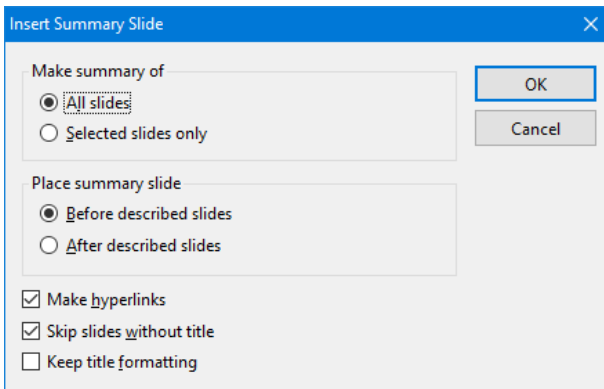 Insert Summary Slide
Make summary of
All slides
Selected slides only
OK
Cancel
Place summary slide
Before described slides
After described slides
Make hyperlinks
Skip slides without title
Keep title formatting